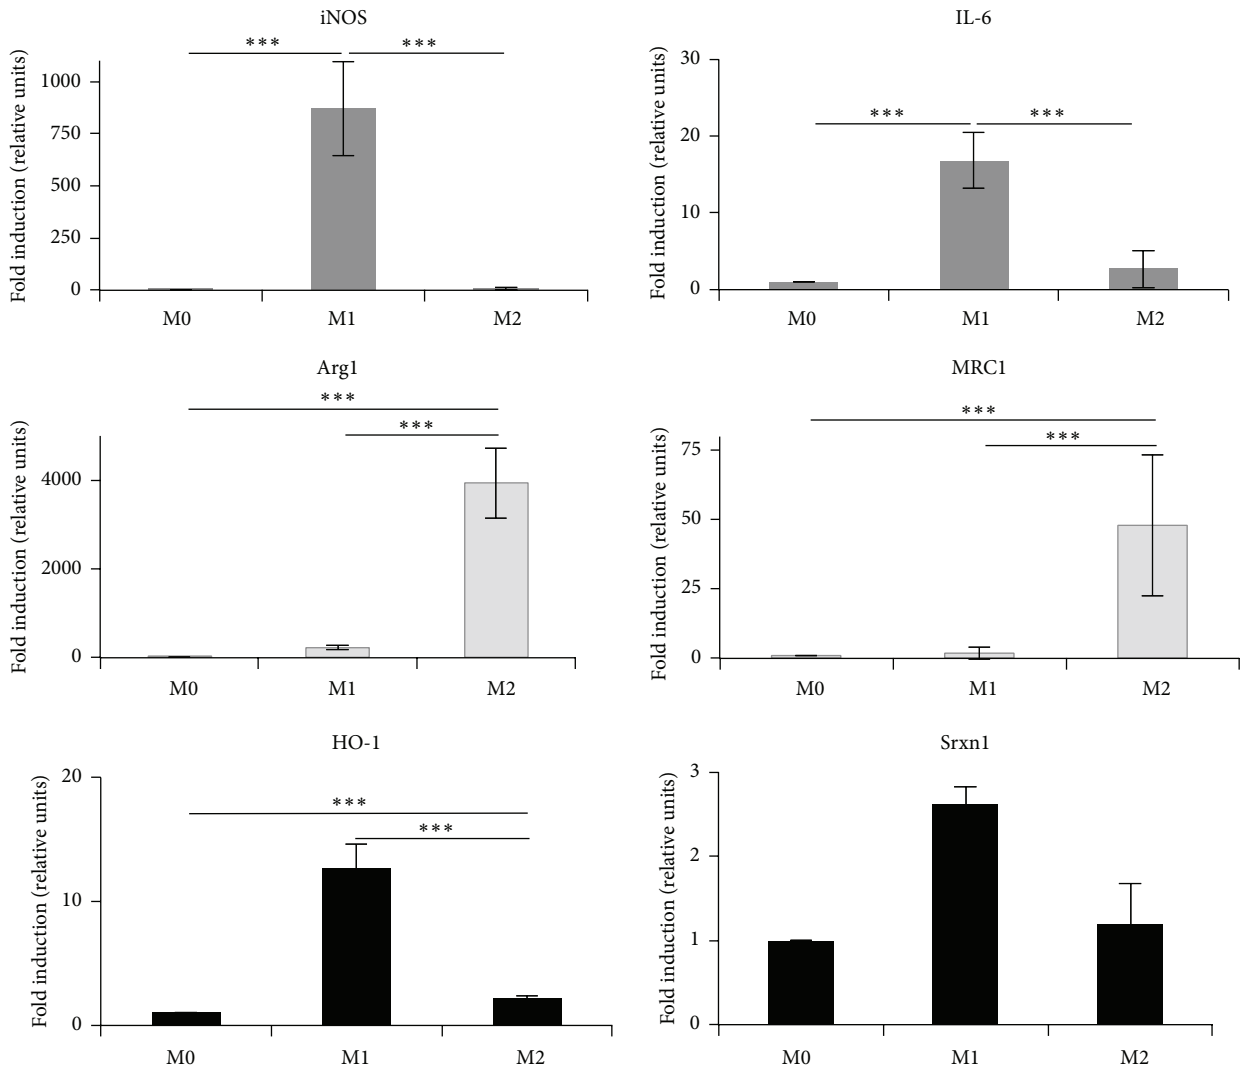 iNOS
Fold induction (relative units)
1000
750
500
250
0
*** ***
M0 M1 M2
IL-6
Fold induction (relative units)
30
20
10
0
*** ***
M0 M1 M2
Arg1
Fold induction (relative units)
4000
2000
0
***
***
M0 M1 M2
MRC1
Fold induction (relative units)
75
50
25
0
***
***
M0 M1 M2
HO-1
Fold induction (relative units)
20
10
0
***
***
M0 M1 M2
Srxn1
Fold induction (relative units)
3
2
1
0
M0 M1 M2